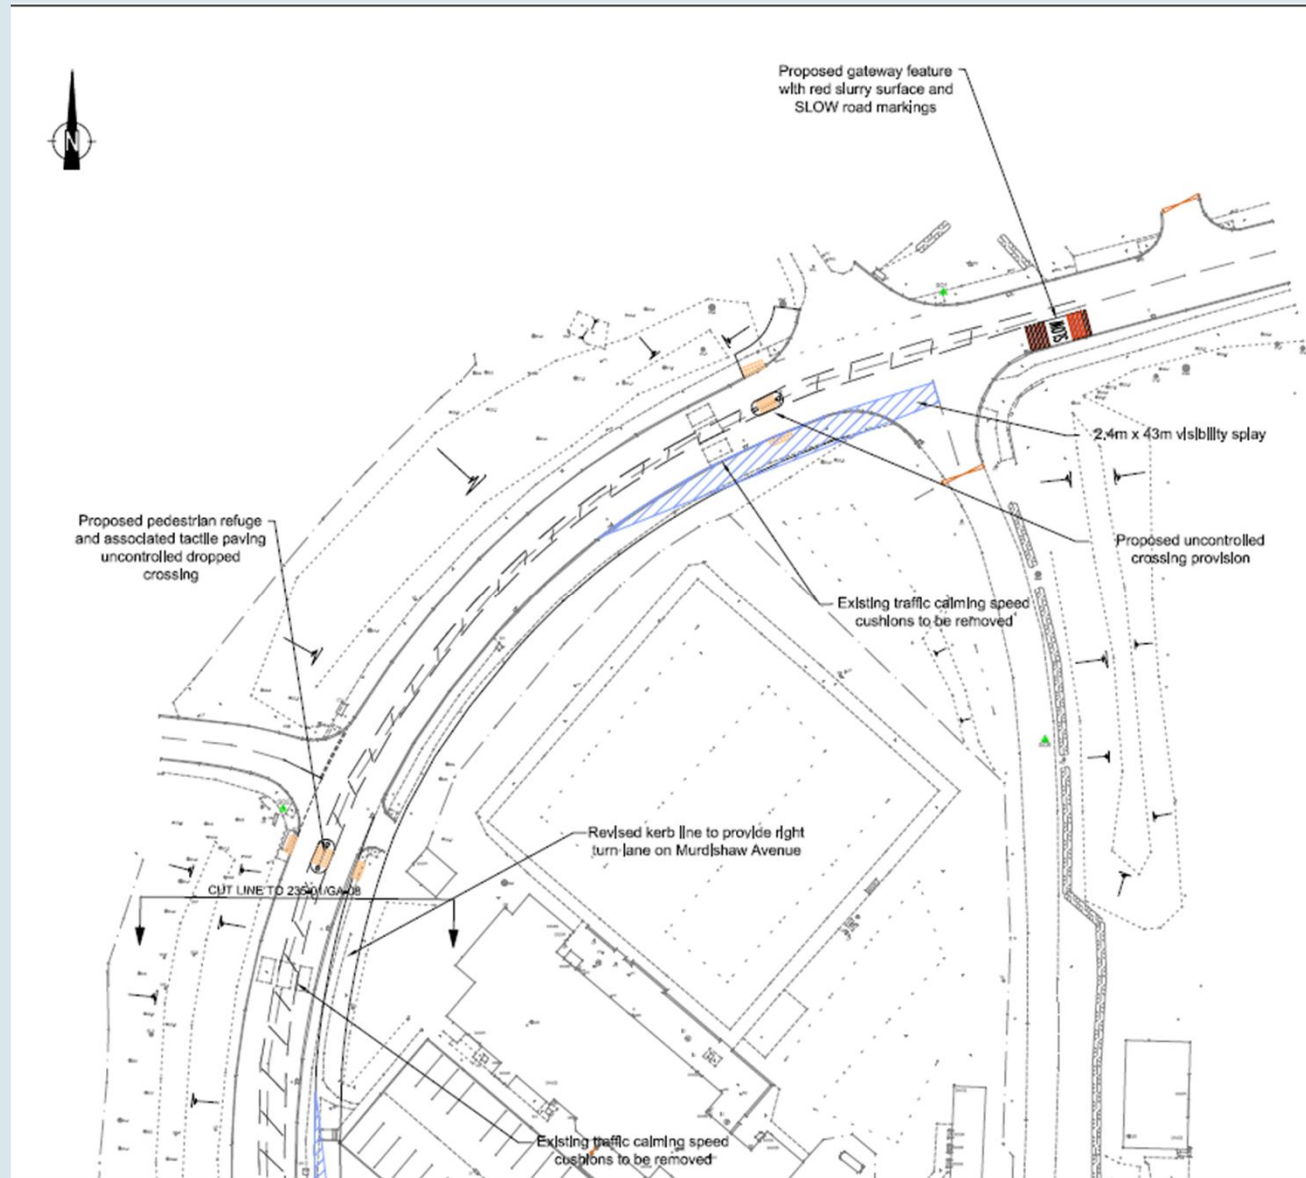 Proposed gateway feature
with red slurry surface and
SLOW road markings
N
SLOW
2.4m x 43m visibility splay
Proposed pedestrian refuge
and associated tactile paving
uncontrolled dropped
crossing
Proposed uncontrolled
crossing provision
Existing traffic calming speed
cushions to be removed
Revised kerb line to provide right
turn lane on Murdishaw Avenue
CUT LINE TO
Existing traffic calming speed
cushions to be removed